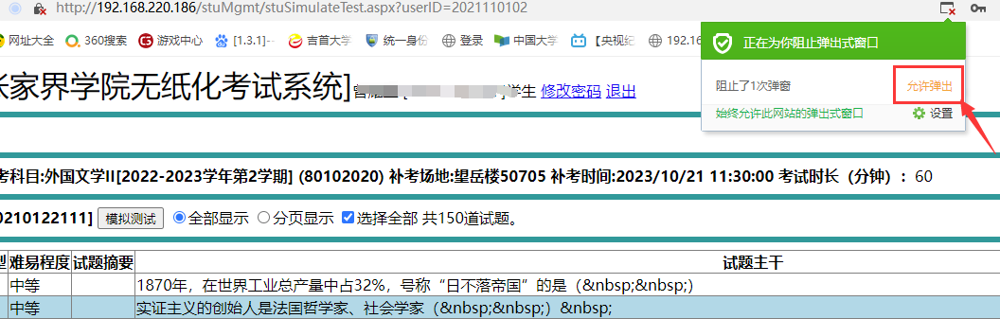 http://192.168.220.186/stuMgmt/stuSimulateTest.aspx?userID=2021110102
网址大全 360搜索 游戏中心 [1.3.1]--- 吉首大学 统一身份 登录 中国大学 【央视纪 192.16
正在为你阻止弹出式窗口
阻止了1次弹窗 允许弹出
始终允许此网站的弹出式窗口 设置
张家界学院无纸化考试系统] 学生 修改密码 退出
考科目:外国文学II[2022-2023学年第2学期] (80102020) 补考场地:望岳楼50705 补考时间:2023/10/21 11:30:00 考试时长（分钟）: 60
0210122111] 模拟测试 全部显示 分页显示 选择全部 共150道试题。
型 难易程度 试题摘要 试题主干
中等 1870年，在世界工业总产量中占32%，号称“日不落帝国”的是（&nbsp;&nbsp;）
中等 实证主义的创始人是法国哲学家、社会学家（&nbsp;&nbsp;）&nbsp;